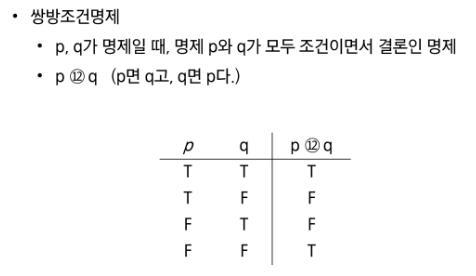 • 쌍방조건명제
• p, q가 명제일 때, 명제 p와 q가 모두 조건이면서 결론인 명제
• p ⑫ q (p면 q고, q면 p다.)
p q p ⑫ q
T T T
T F F
F T F
F F T